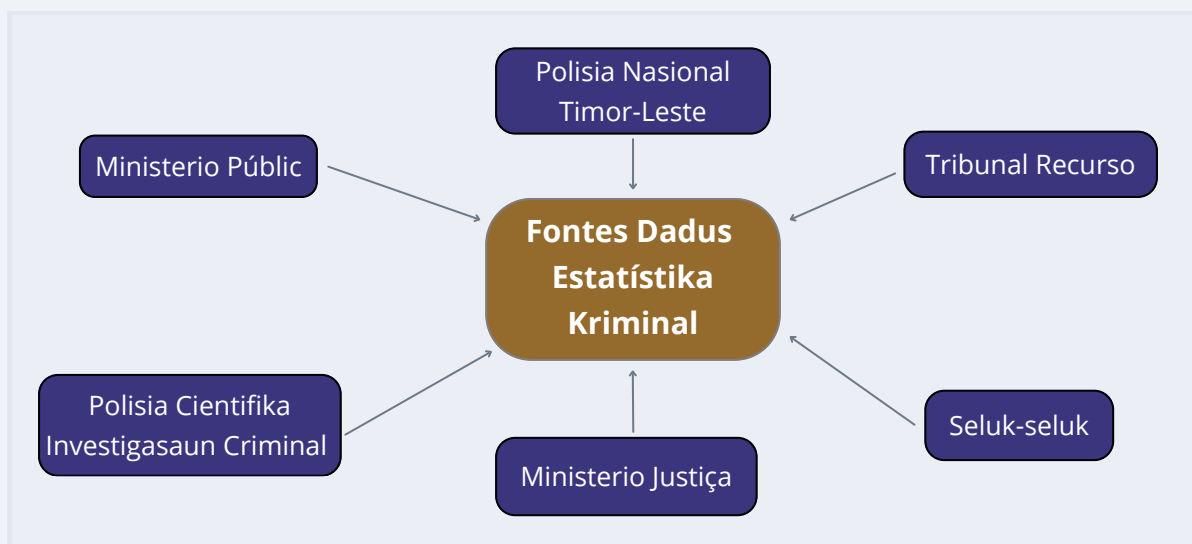 Polisia Nasional
Timor-Leste
Ministerio Públic
Tribunal Recurso
Fontes Dadus
Estatístika
Kriminal
Polisia Cientifika
Investigasaun Criminal
Seluk-seluk
Ministerio Justiça